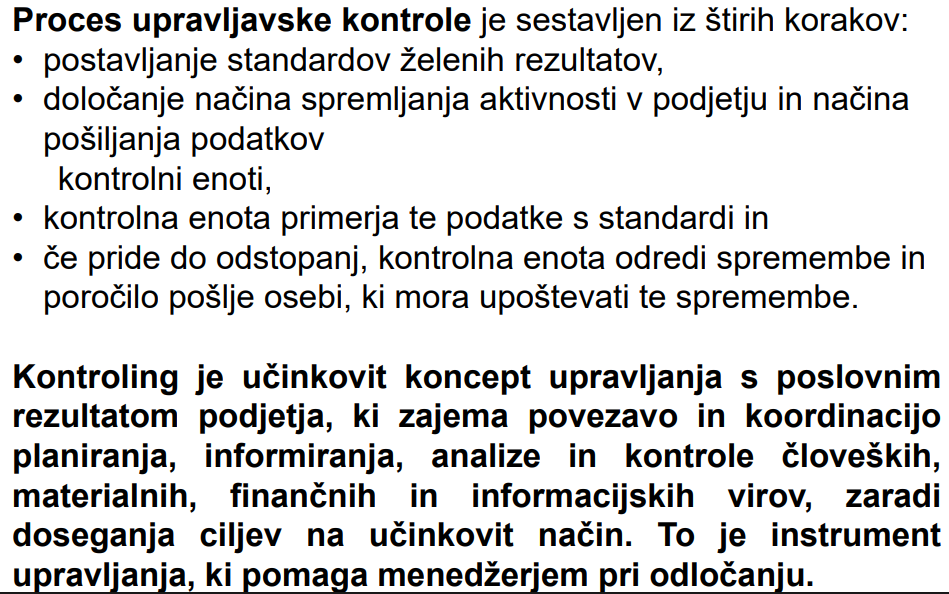 Proces upravljavske kontrole je sestavljen iz štirih korakov:
• postavljanje standardov želenih rezultatov,
• določanje načina spremljanja aktivnosti v podjetju in načina
pošiljanja podatkov
kontrolni enoti,
• kontrolna enota primerja te podatke s standardi in
• če pride do odstopanj, kontrolna enota odredi spremembe in
poročilo pošlje osebi, ki mora upoštevati te spremembe.
Kontroling je učinkovit koncept upravljanja s poslovnim
rezultatom podjetja, ki zajema povezavo in koordinacijo
planiranja, informiranja, analize in kontrole človeških,
materialnih, finančnih in informacijskih virov, zaradi
doseganja ciljev na učinkovit način. To je instrument
upravljanja, ki pomaga menedžerjem pri odločanju.